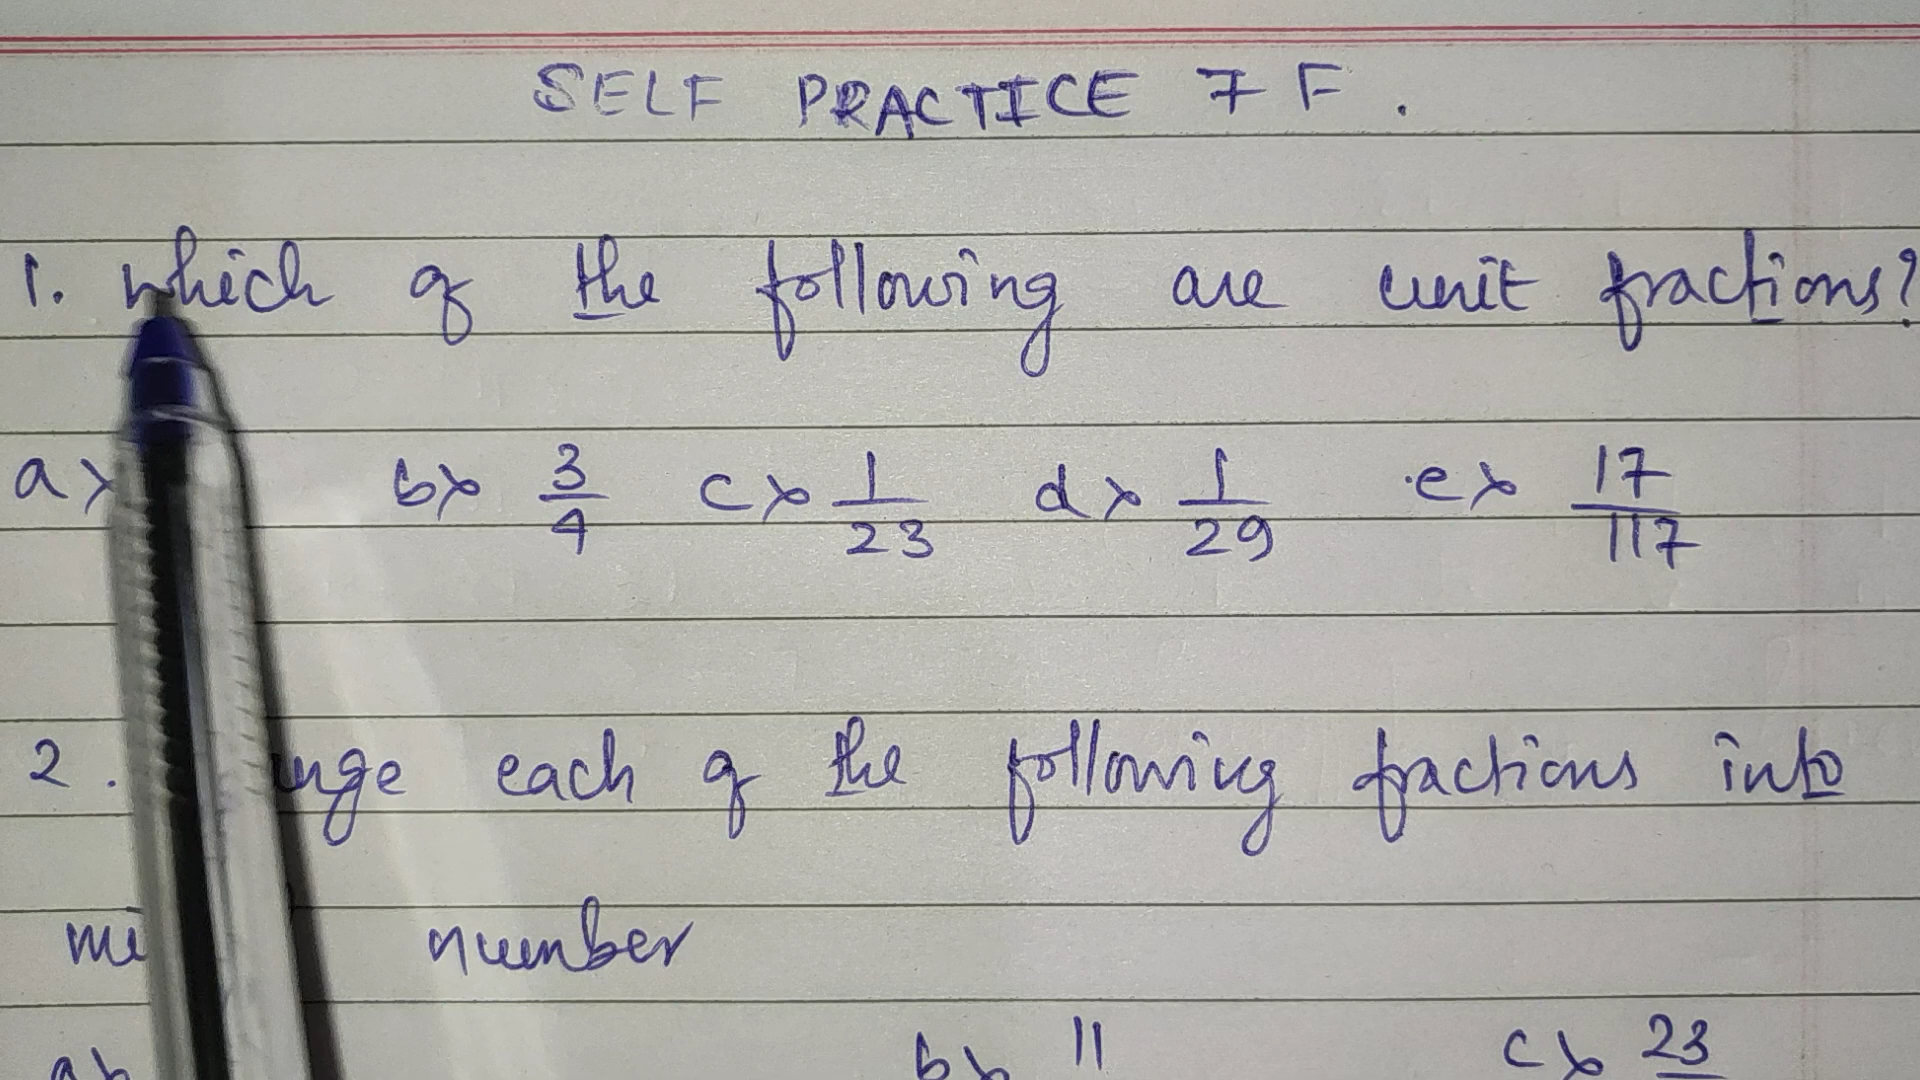 SELF PRACTICE 7 F.
1. which of the following are unit fractions?
a) b) 3/4 c) 1/23 d) 1/29 e) 17/117
2. each of the following fractions into
number
a) b) 11 c) 23